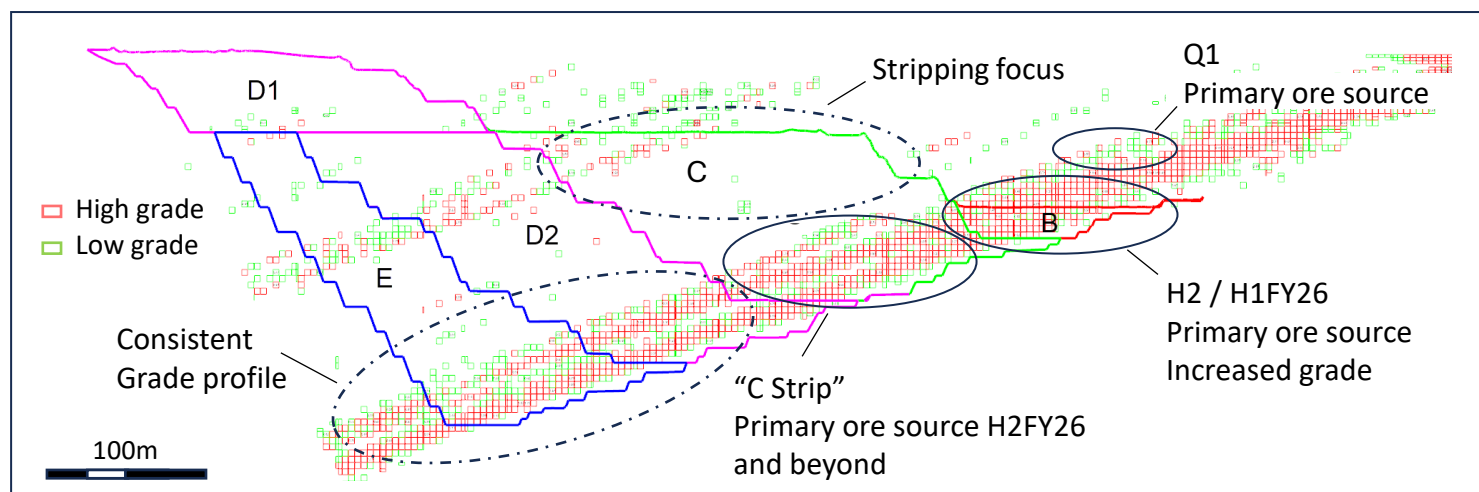 Q1
Primary ore source
Stripping focus
D1
C
High grade
Low grade
D2
B
E
H2 / H1FY26
Primary ore source
Increased grade
Consistent
Grade profile
“C Strip”
Primary ore source H2FY26
and beyond
100m